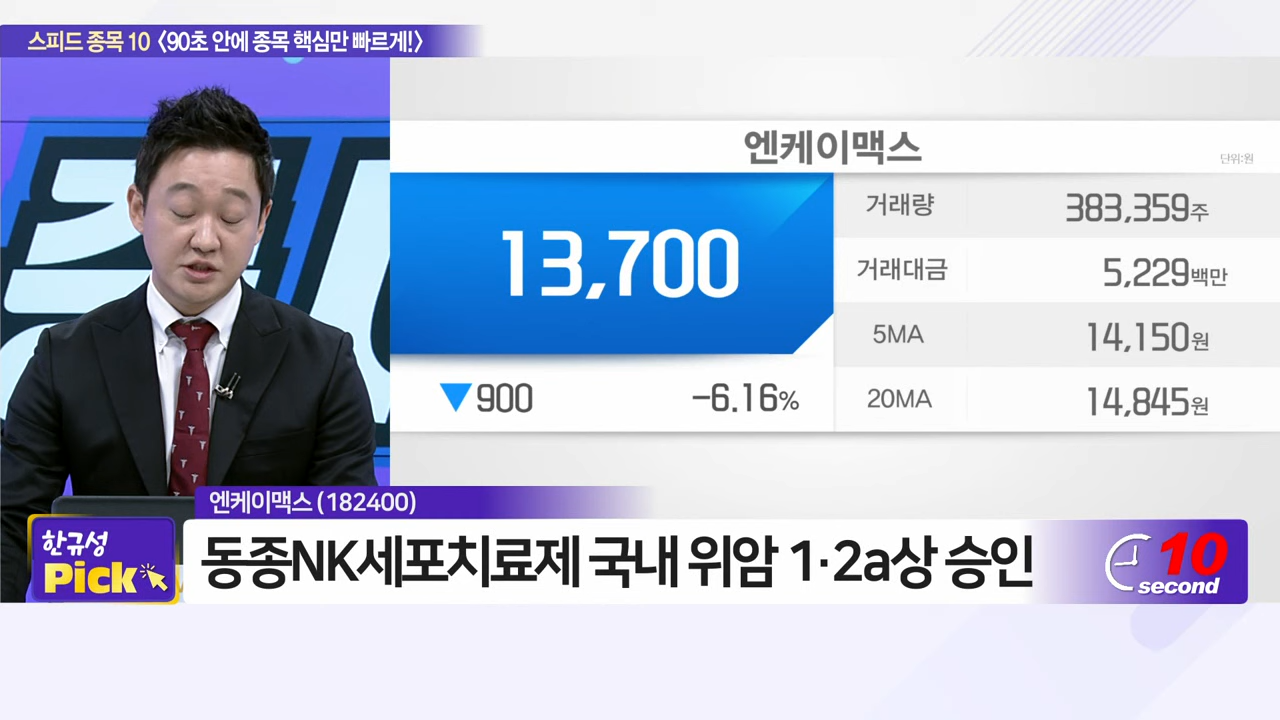 스피드 종목 10 〈90초 안에 종목 핵심만 빠르게!〉
엔케이맥스
단위:원
13,700
▼900 -6.16%
거래량 383,359주
거래대금 5,229백만
5MA 14,150원
20MA 14,845원
엔케이맥스 (182400)
한규성
Pick
동종NK세포치료제 국내 위암 1·2a상 승인
10
second